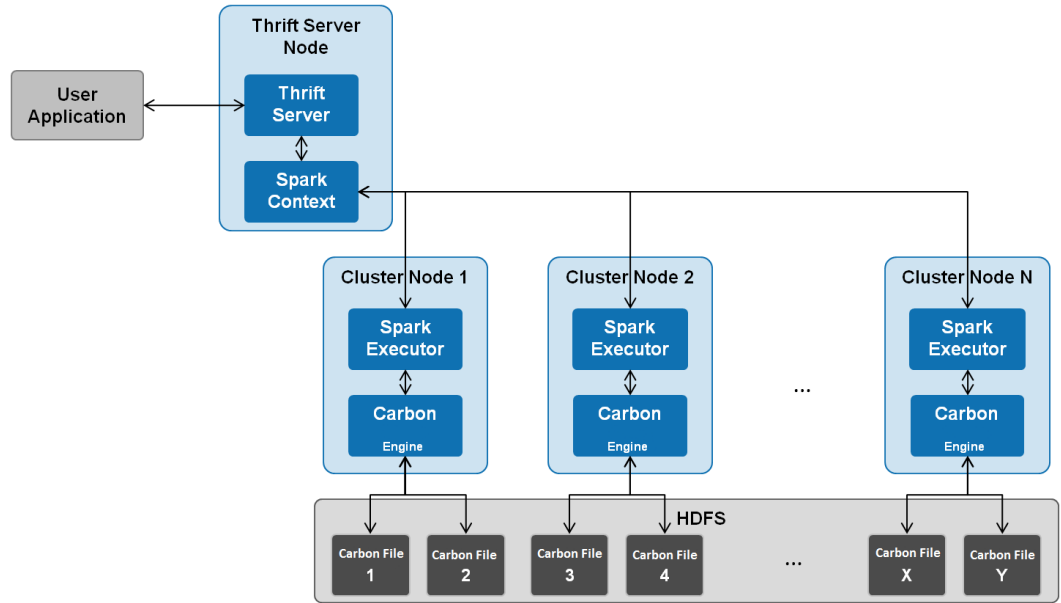 Thrift Server
Node
User
Application
Thrift
Server
Spark
Context
Cluster Node 1
Cluster Node 2
Cluster Node N
Spark
Executor
Spark
Executor
Spark
Executor
...
Carbon
Engine
Carbon
Engine
Carbon
Engine
HDFS
Carbon File
1
Carbon File
2
Carbon File
3
Carbon File
4
...
Carbon File
X
Carbon File
Y